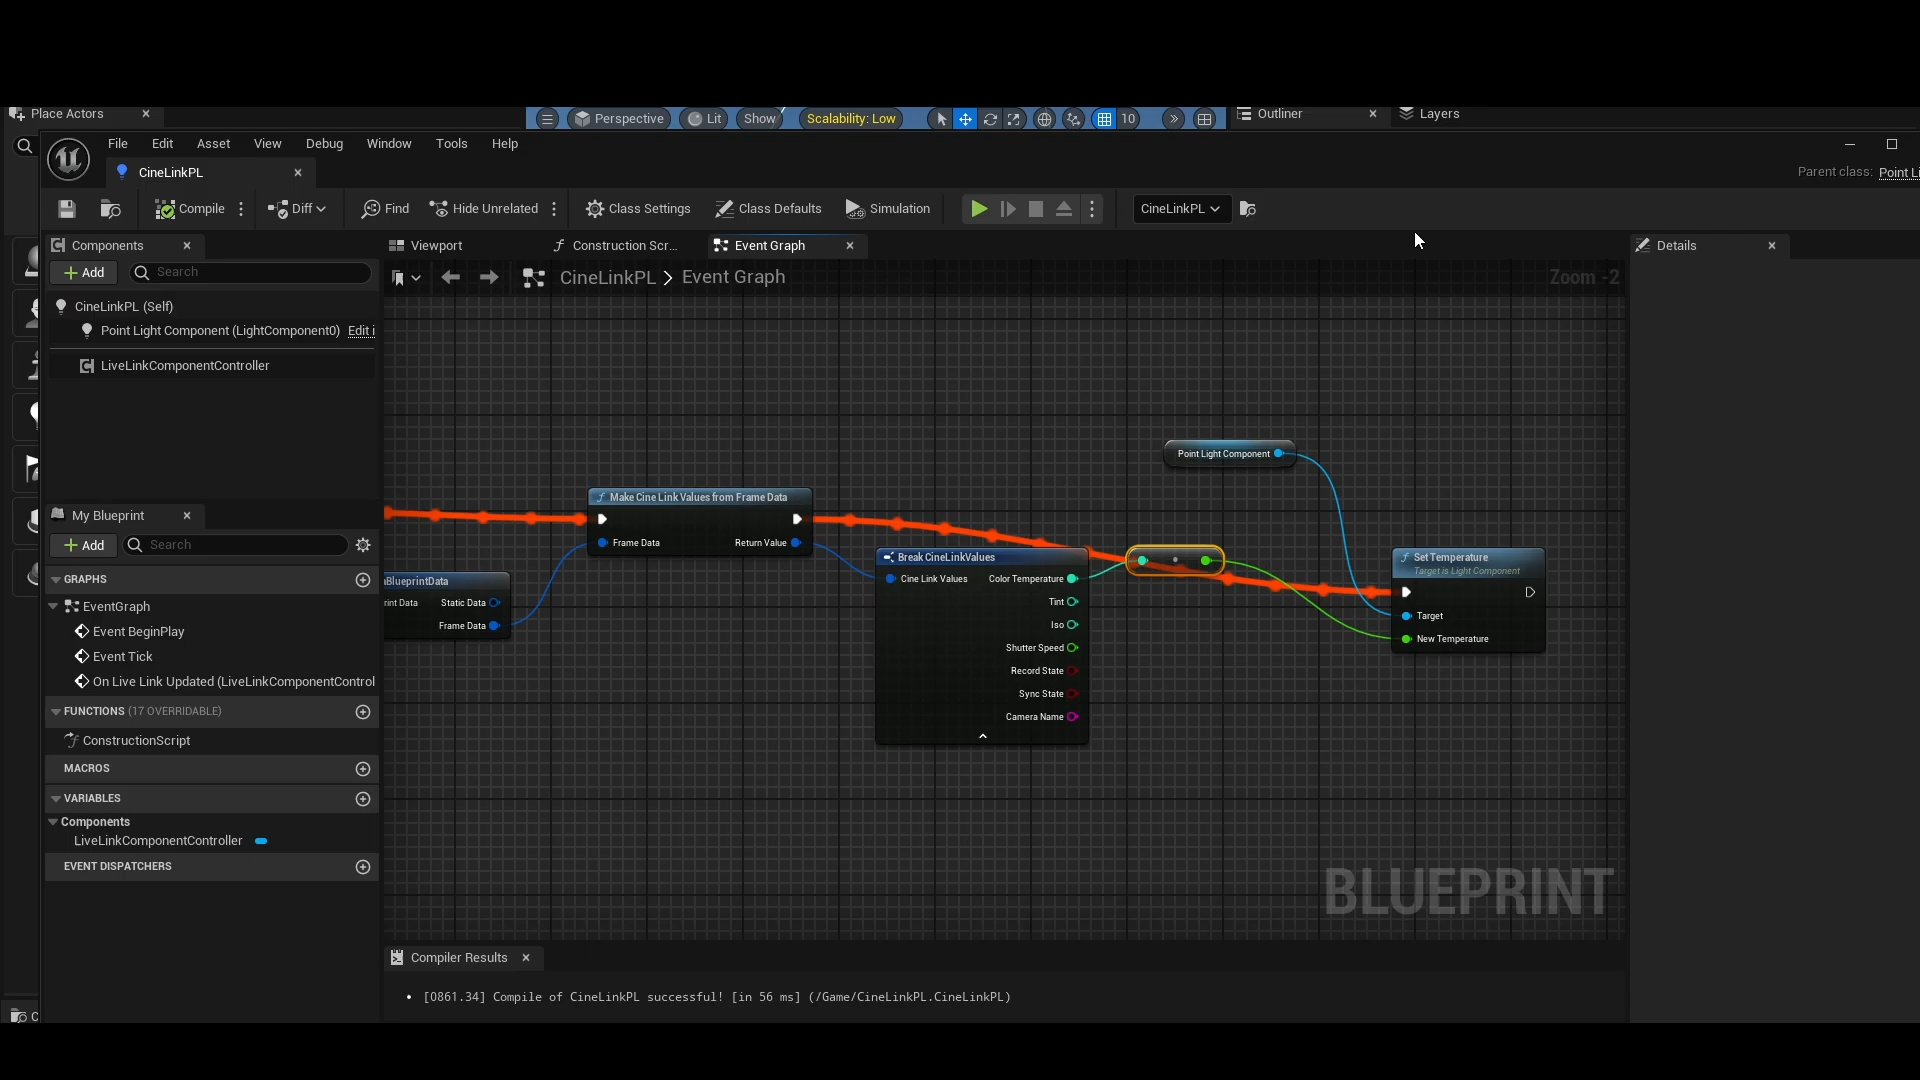 Place Actors
Perspective
Lit
Show
Scalability: Low
10
Outliner
Layers
File
Edit
Asset
View
Debug
Window
Tools
Help
CineLinkPL
Parent class: Point Li
Compile
Diff
Find
Hide Unrelated
Class Settings
Class Defaults
Simulation
CineLinkPL
Components
Viewport
Construction Scr...
Event Graph
Details
Add
Search
CineLinkPL > Event Graph
Zoom -2
CineLinkPL (Self)
Point Light Component (LightComponent0) Edit i
LiveLinkComponentController
Point Light Component
Make Cine Link Values from Frame Data
Frame Data
Return Value
aBlueprintData
rint Data
Static Data
Frame Data
Break CineLinkValues
Cine Link Values
Color Temperature
Tint
Iso
Shutter Speed
Record State
Sync State
Camera Name
Set Temperature
Target is Light Component
Target
New Temperature
My Blueprint
Add
Search
GRAPHS
EventGraph
Event BeginPlay
Event Tick
On Live Link Updated (LiveLinkComponentControl
FUNCTIONS (17 OVERRIDABLE)
ConstructionScript
MACROS
VARIABLES
Components
LiveLinkComponentController
EVENT DISPATCHERS
BLUEPRINT
Compiler Results
[0861.34] Compile of CineLinkPL successful! [in 56 ms] (/Game/CineLinkPL.CineLinkPL)
C